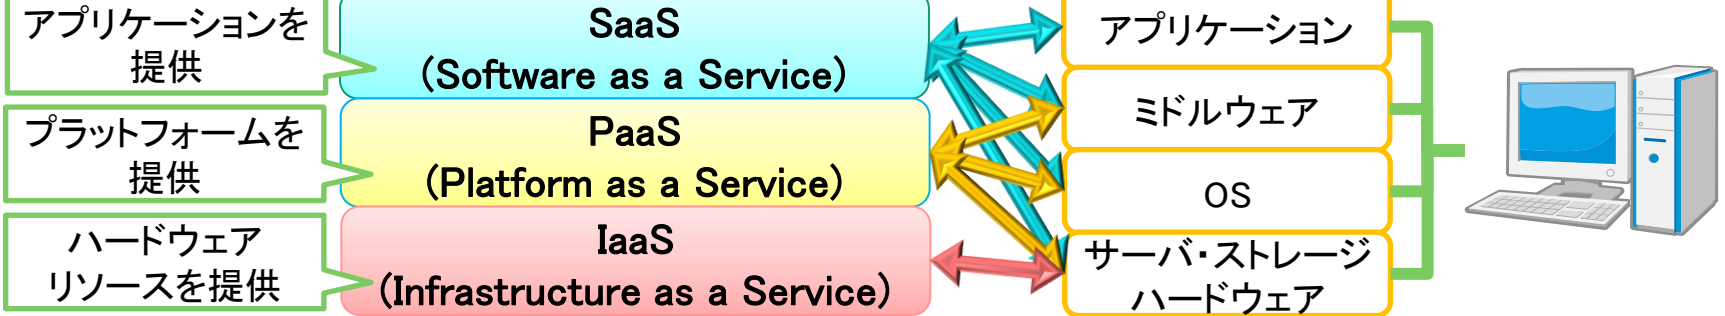 アプリケーションを
提供
SaaS
(Software as a Service)
アプリケーション
プラットフォームを
提供
PaaS
(Platform as a Service)
ミドルウェア
OS
ハードウェア
リソースを提供
IaaS
(Infrastructure as a Service)
サーバ・ストレージ
ハードウェア